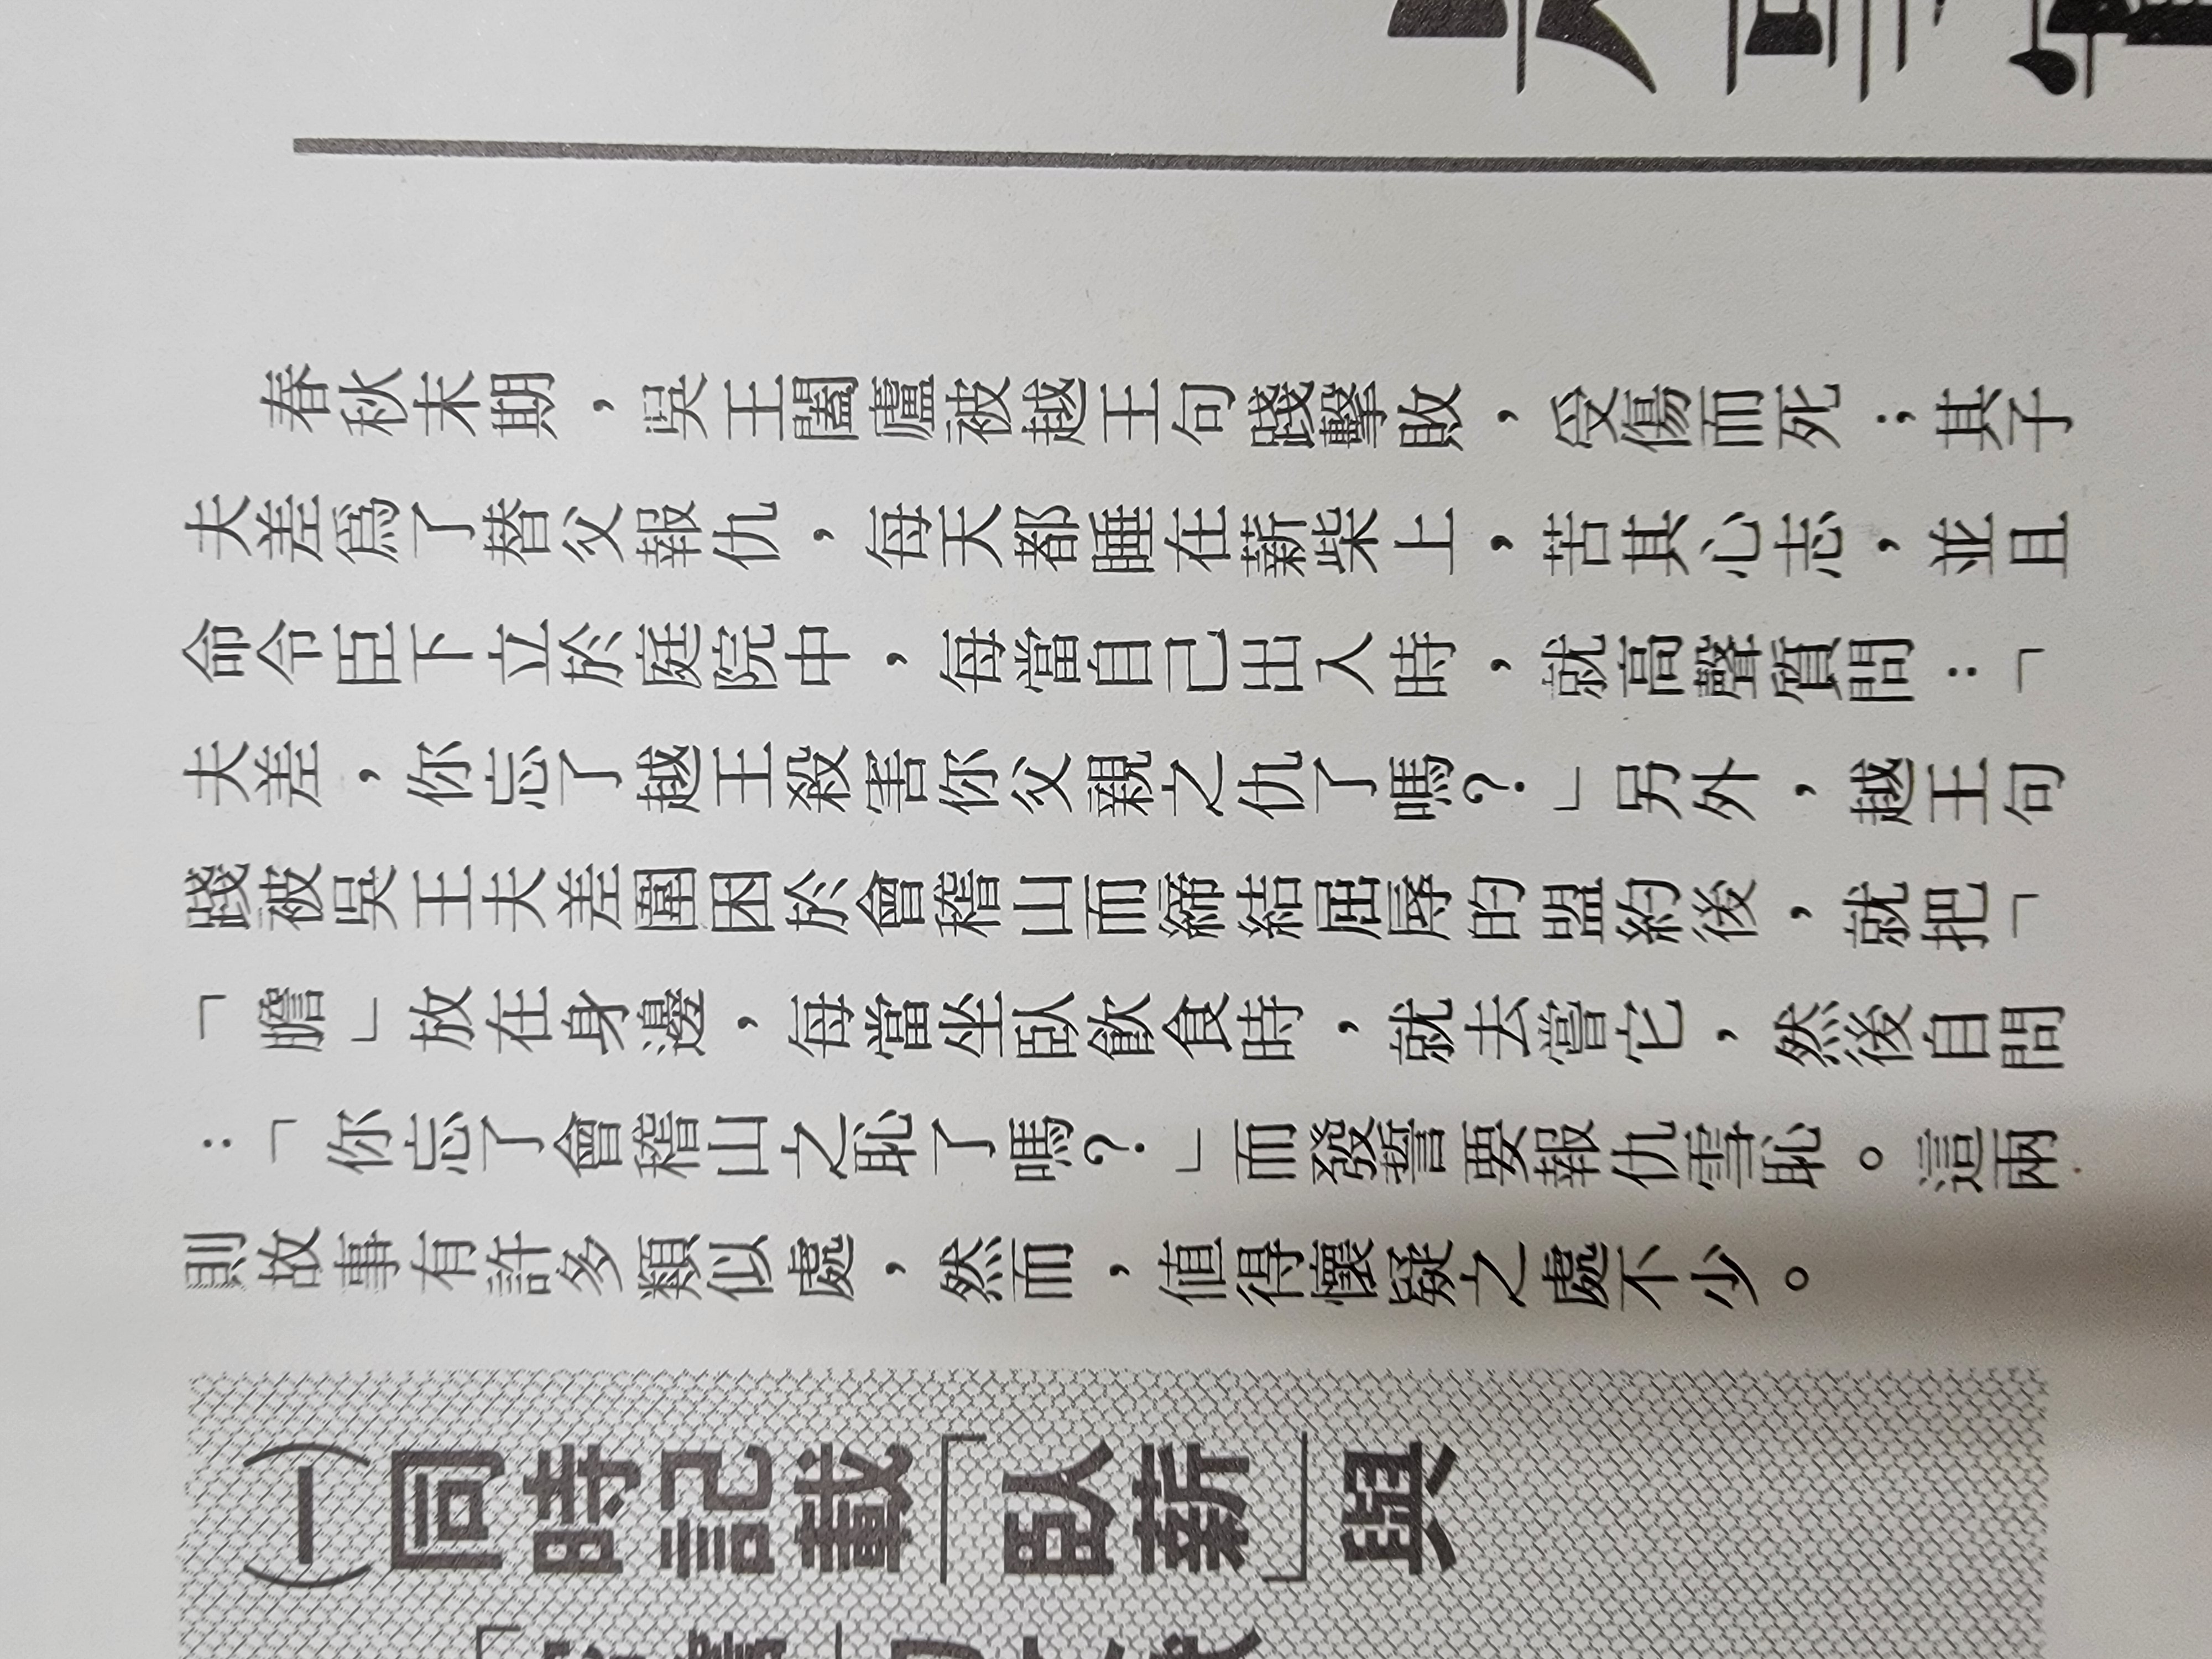 春秋末期，吳王闔廬被越王句踐擊敗，受傷而死；其子
夫差爲了替父報仇，每天都睡在薪柴上，苦其心志，並且
命令臣下立於庭院中，每當自己出入時，就高聲質問：「
夫差，你忘了越王殺害你父親之仇了嗎？」另外，越王句
踐被吳王夫差圍困於會稽山而締結屈辱的盟約後，就把「
「膽」放在身邊，每當坐臥飲食時，就去嘗它，然後自問
：「你忘了會稽山之恥了嗎？」而發誓要報仇雪恥。這兩
則故事有許多類似處，然而，値得懷疑之處不少。
(一)同時記載「臥薪」與